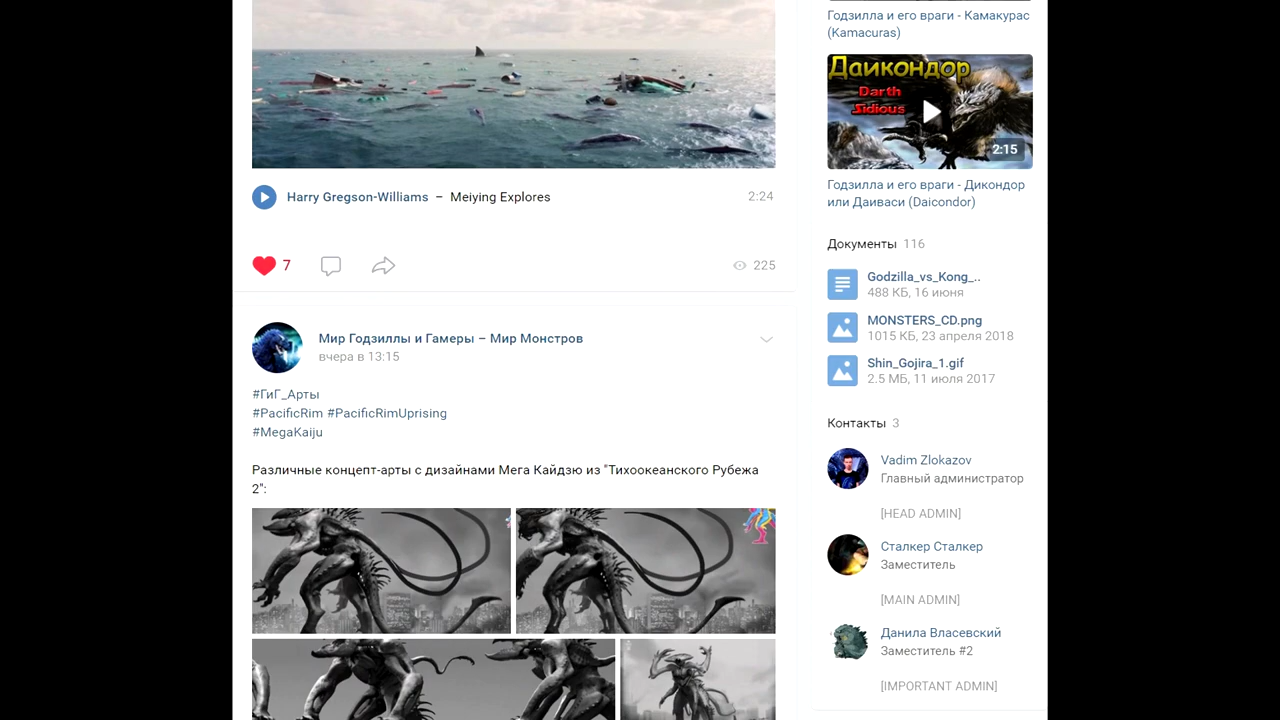 Harry Gregson-Williams – Meiying Explores 2:24
7
225
Мир Годзиллы и Гамеры – Мир Монстров
вчера в 13:15
#ГиГ_Арты
#PacificRim #PacificRimUprising
#MegaKaiju
Различные концепт-арты с дизайнами Мега Кайдзю из "Тихоокеанского Рубежа
2":
Годзилла и его враги - Камакурас
(Kamacuras)
Даикондор
Darth
Sidious
2:15
Годзилла и его враги - Дикондор
или Даиваси (Daicondor)
Документы 116
Godzilla_vs_Kong_..
488 КБ, 16 июня
MONSTERS_CD.png
1015 КБ, 23 апреля 2018
Shin_Gojira_1.gif
2.5 МБ, 11 июля 2017
Контакты 3
Vadim Zlokazov
Главный администратор
[HEAD ADMIN]
Сталкер Сталкер
Заместитель
[MAIN ADMIN]
Данила Власевский
Заместитель #2
[IMPORTANT ADMIN]